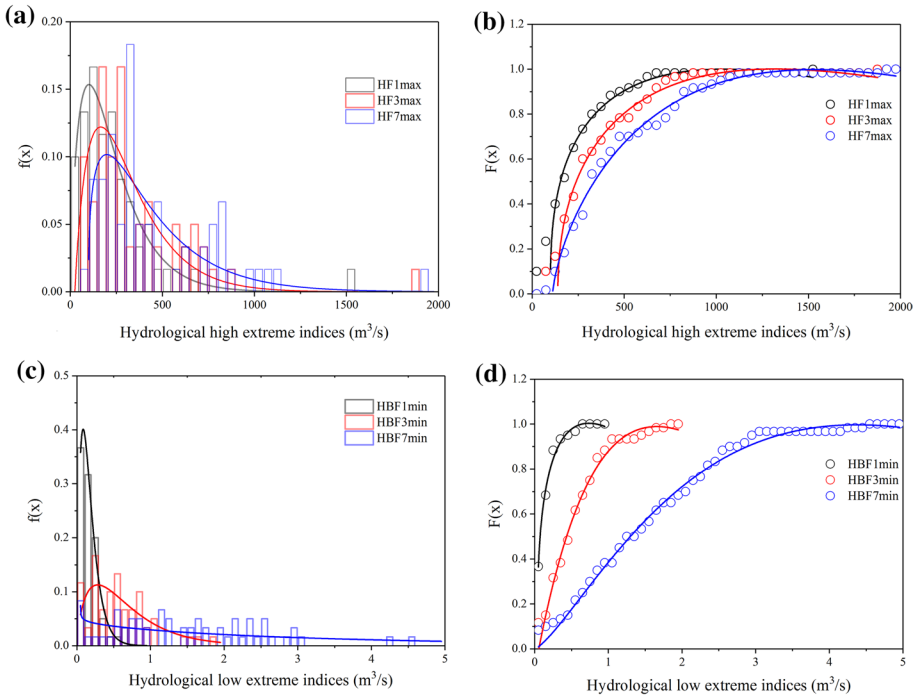 (a)
0.20
0.15
0.10
0.05
0.00
f(x)
HF1max
HF3max
HF7max
0
500
1000
1500
2000
Hydrological high extreme indices (m³/s)
(b)
1.2
1.0
0.8
0.6
0.4
0.2
0.0
F(x)
HF1max
HF3max
HF7max
0
500
1000
1500
2000
Hydrological high extreme indices (m³/s)
(c)
0.5
0.4
0.3
0.2
0.1
0.0
f(x)
HBF1min
HBF3min
HBF7min
0
1
2
3
4
5
Hydrological low extreme indices (m³/s)
(d)
1.2
1.0
0.8
0.6
0.4
0.2
0.0
F(x)
HBF1min
HBF3min
HBF7min
0
1
2
3
4
5
Hydrological low extreme indices (m³/s)